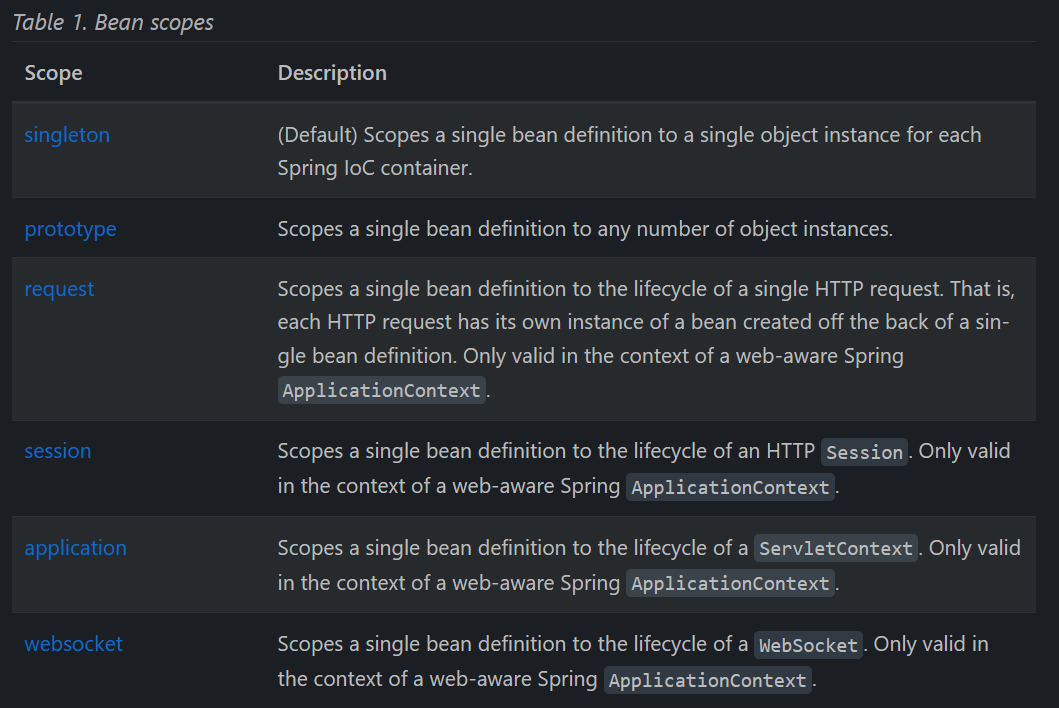 Table 1. Bean scopes
Scope Description
singleton (Default) Scopes a single bean definition to a single object instance for each
Spring IoC container.
prototype Scopes a single bean definition to any number of object instances.
request Scopes a single bean definition to the lifecycle of a single HTTP request. That is,
each HTTP request has its own instance of a bean created off the back of a sin-
gle bean definition. Only valid in the context of a web-aware Spring
ApplicationContext.
session Scopes a single bean definition to the lifecycle of an HTTP Session. Only valid
in the context of a web-aware Spring ApplicationContext.
application Scopes a single bean definition to the lifecycle of a ServletContext. Only valid
in the context of a web-aware Spring ApplicationContext.
websocket Scopes a single bean definition to the lifecycle of a WebSocket. Only valid in
the context of a web-aware Spring ApplicationContext.